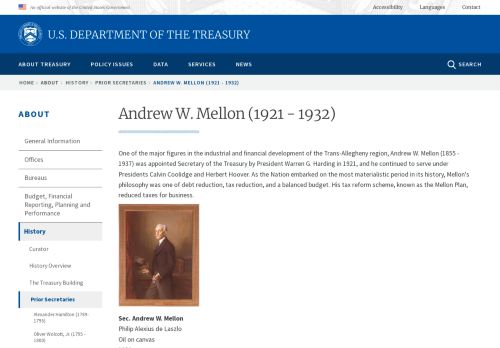 An official website of the United States Government
Accessibility Languages Contact
U.S. DEPARTMENT OF THE TREASURY
ABOUT TREASURY POLICY ISSUES DATA SERVICES NEWS SEARCH
HOME › ABOUT › HISTORY › PRIOR SECRETARIES › ANDREW W. MELLON (1921 - 1932)
ABOUT
General Information
Offices
Bureaus
Budget, Financial
Reporting, Planning and
Performance
History
Curator
History Overview
The Treasury Building
Prior Secretaries
Alexander Hamilton (1789-
1795)
Oliver Wolcott, Jr. (1795 -
1800)
Andrew W. Mellon (1921 - 1932)
One of the major figures in the industrial and financial development of the Trans-Allegheny region, Andrew W. Mellon (1855 -
1937) was appointed Secretary of the Treasury by President Warren G. Harding in 1921, and he continued to serve under
Presidents Calvin Coolidge and Herbert Hoover. As the Nation embarked on the most materialistic period in its history, Mellon's
philosophy was one of debt reduction, tax reduction, and a balanced budget. His tax reform scheme, known as the Mellon Plan,
reduced taxes for business.
Sec. Andrew W. Mellon
Philip Alexius de Laszlo
Oil on canvas